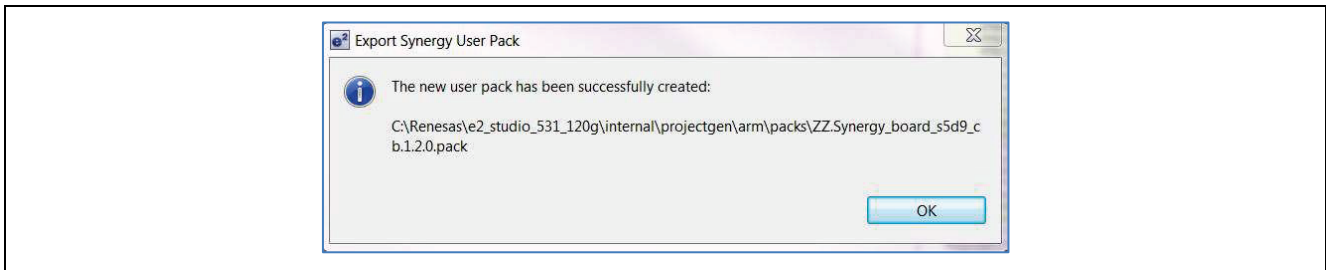 e² Export Synergy User Pack
The new user pack has been successfully created:
C:\Renesas\e2_studio_531_120g\internal\projectgen\arm\packs\ZZ.Synergy_board_s5d9_c
b.1.2.0.pack
OK